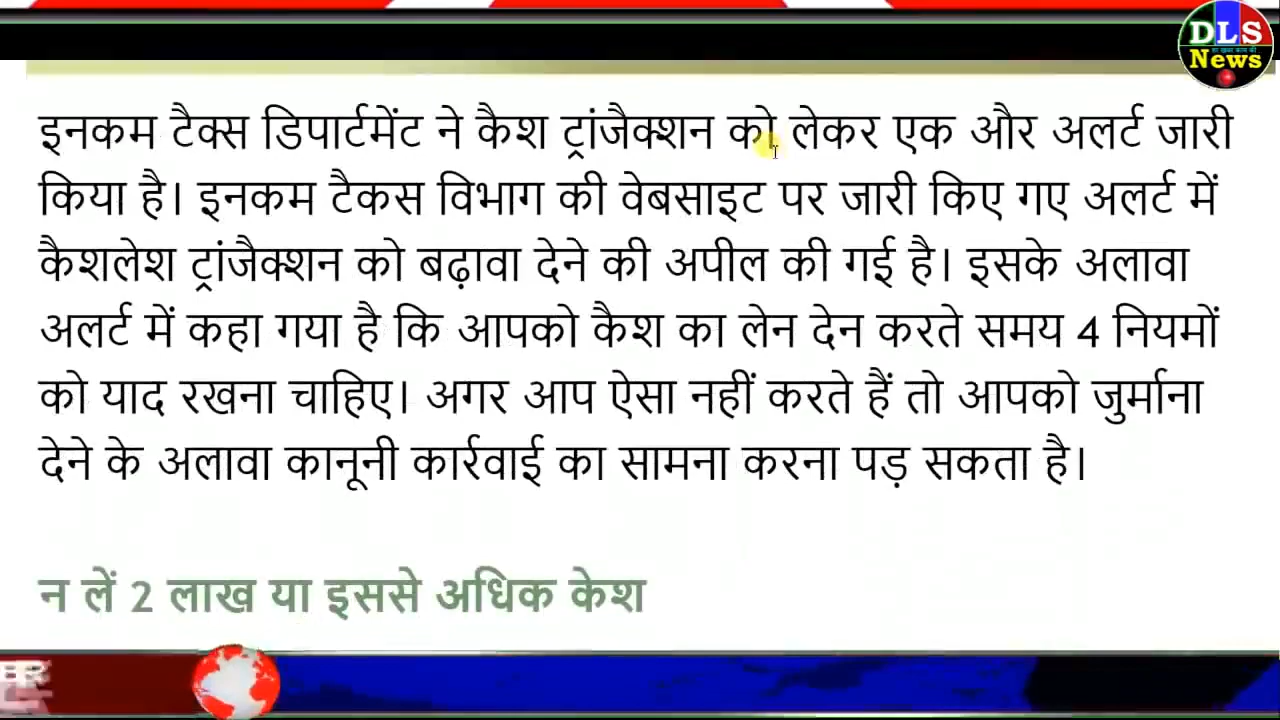 DLS
News
इनकम टैक्स डिपार्टमेंट ने कैश ट्रांजैक्शन को लेकर एक और अलर्ट जारी
किया है। इनकम टैकस विभाग की वेबसाइट पर जारी किए गए अलर्ट में
कैशलेश ट्रांजैक्शन को बढ़ावा देने की अपील की गई है। इसके अलावा
अलर्ट में कहा गया है कि आपको कैश का लेन देन करते समय 4 नियमों
को याद रखना चाहिए। अगर आप ऐसा नहीं करते हैं तो आपको जुर्माना
देने के अलावा कानूनी कार्रवाई का सामना करना पड़ सकता है।
न लें 2 लाख या इससे अधिक केश